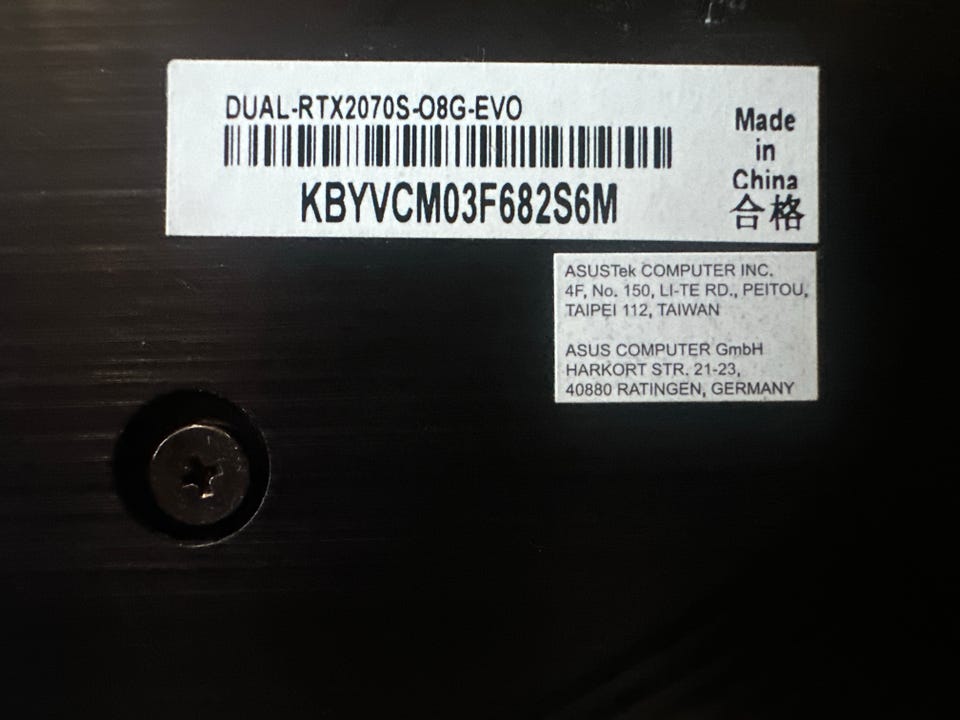 DUAL-RTX2070S-O8G-EVO
KBYVCM03F682S6M
Made
in
China
合格
ASUSTek COMPUTER INC.
4F, No. 150, LI-TE RD., PEITOU,
TAIPEI 112, TAIWAN
ASUS COMPUTER GmbH
HARKORT STR. 21-23,
40880 RATINGEN, GERMANY